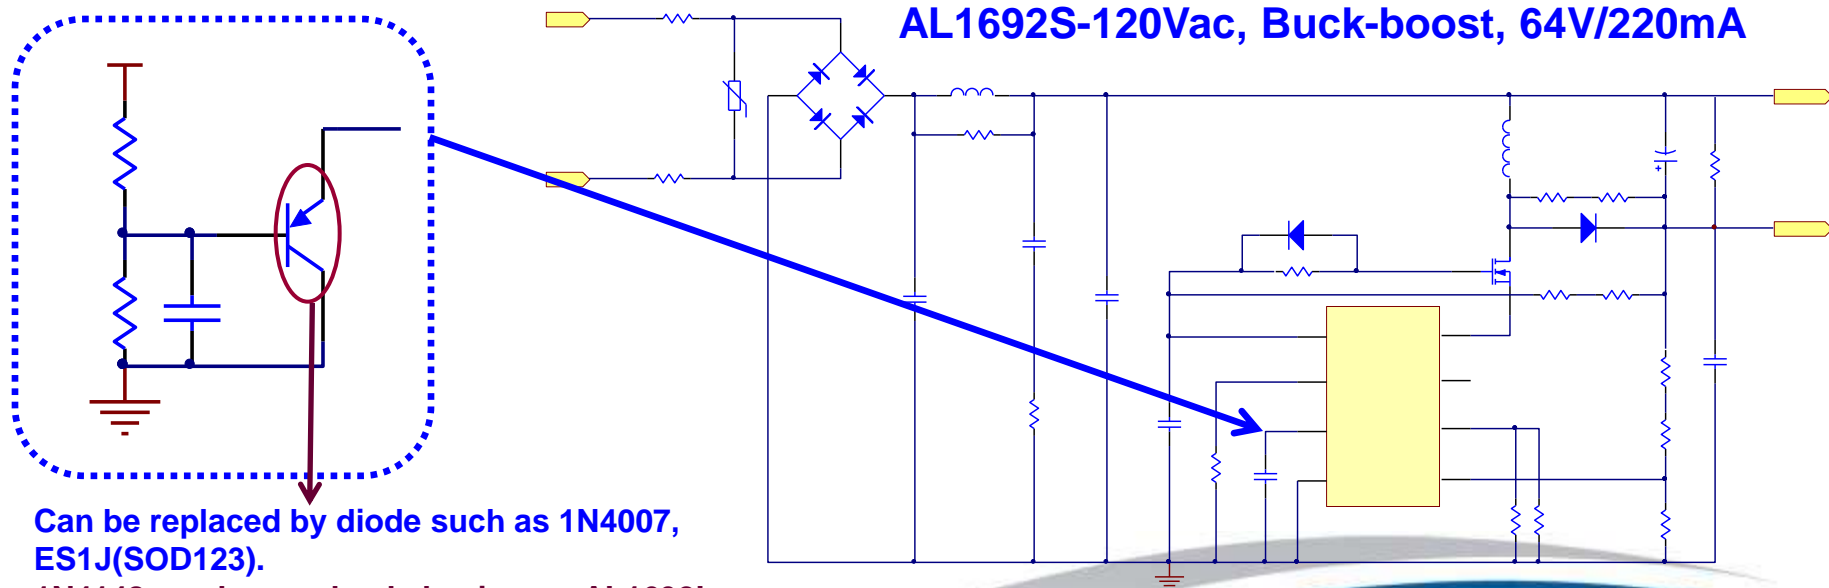 AL1692S-120Vac, Buck-boost, 64V/220mA
Can be replaced by diode such as 1N4007,
ES1J(SOD123).